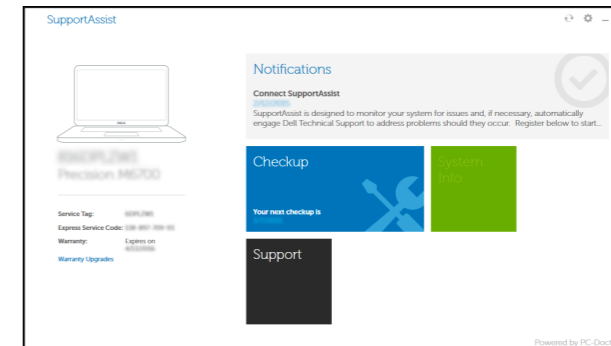 SupportAssist
Notifications
Connect SupportAssist
SupportAssist is designed to monitor your system for issues and, if necessary, automatically
engage Dell Technical Support to address problems should they occur. Register below to start...
Precision M6700
Checkup
System
Info
Your next checkup is
Service Tag:
Express Service Code:
Warranty:
Expires on
Warranty Upgrades
Support
Powered by PC-Doct